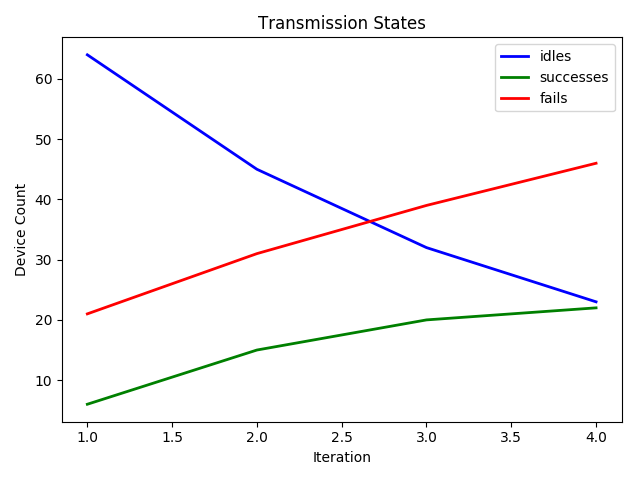 Transmission States
idles
successes
fails
60
50
40
30
20
10
Device Count
1.0 1.5 2.0 2.5 3.0 3.5 4.0
Iteration